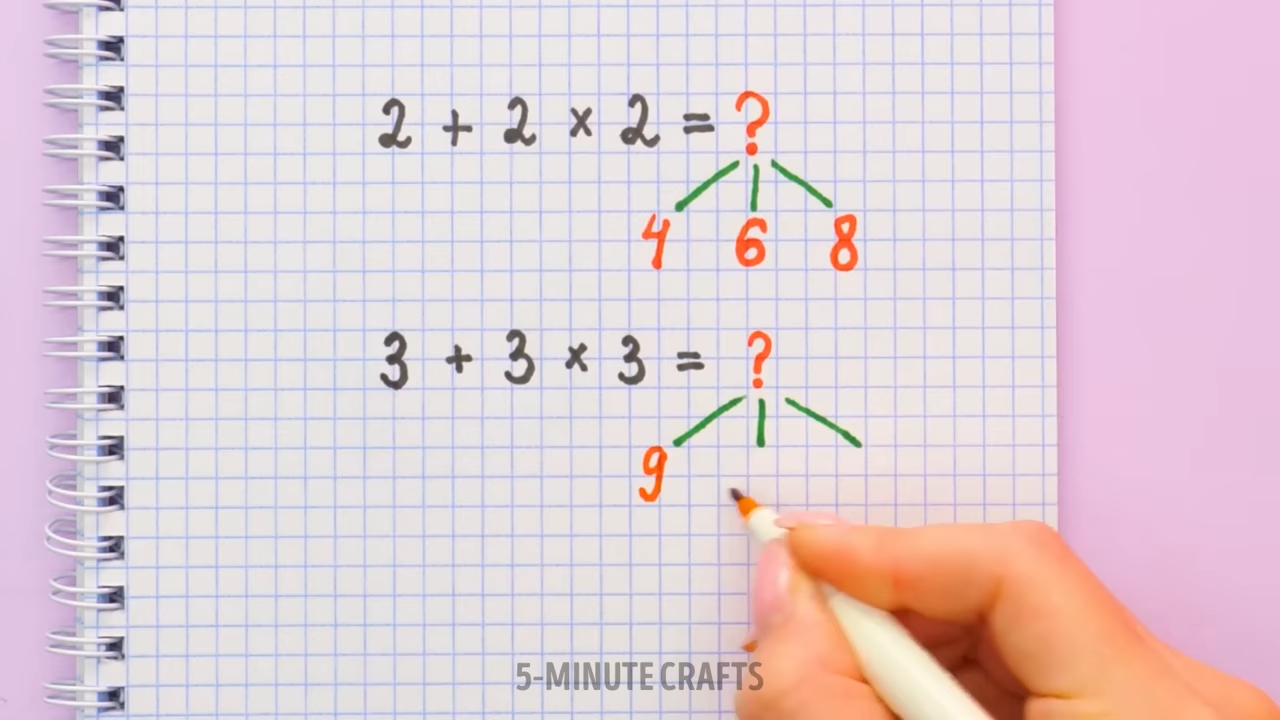 2 + 2 × 2 = ?
4 6 8
3 + 3 × 3 = ?
9
5-MINUTE CRAFTS